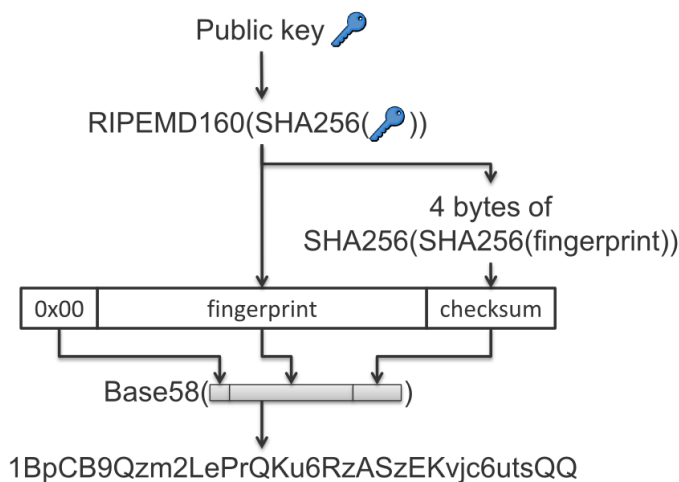 Public key
RIPEMD160(SHA256( ))
4 bytes of
SHA256(SHA256(fingerprint))
0x00 fingerprint checksum
Base58( )
1BpCB9Qzm2LePrQKu6RzASzEKvjc6utsQQ